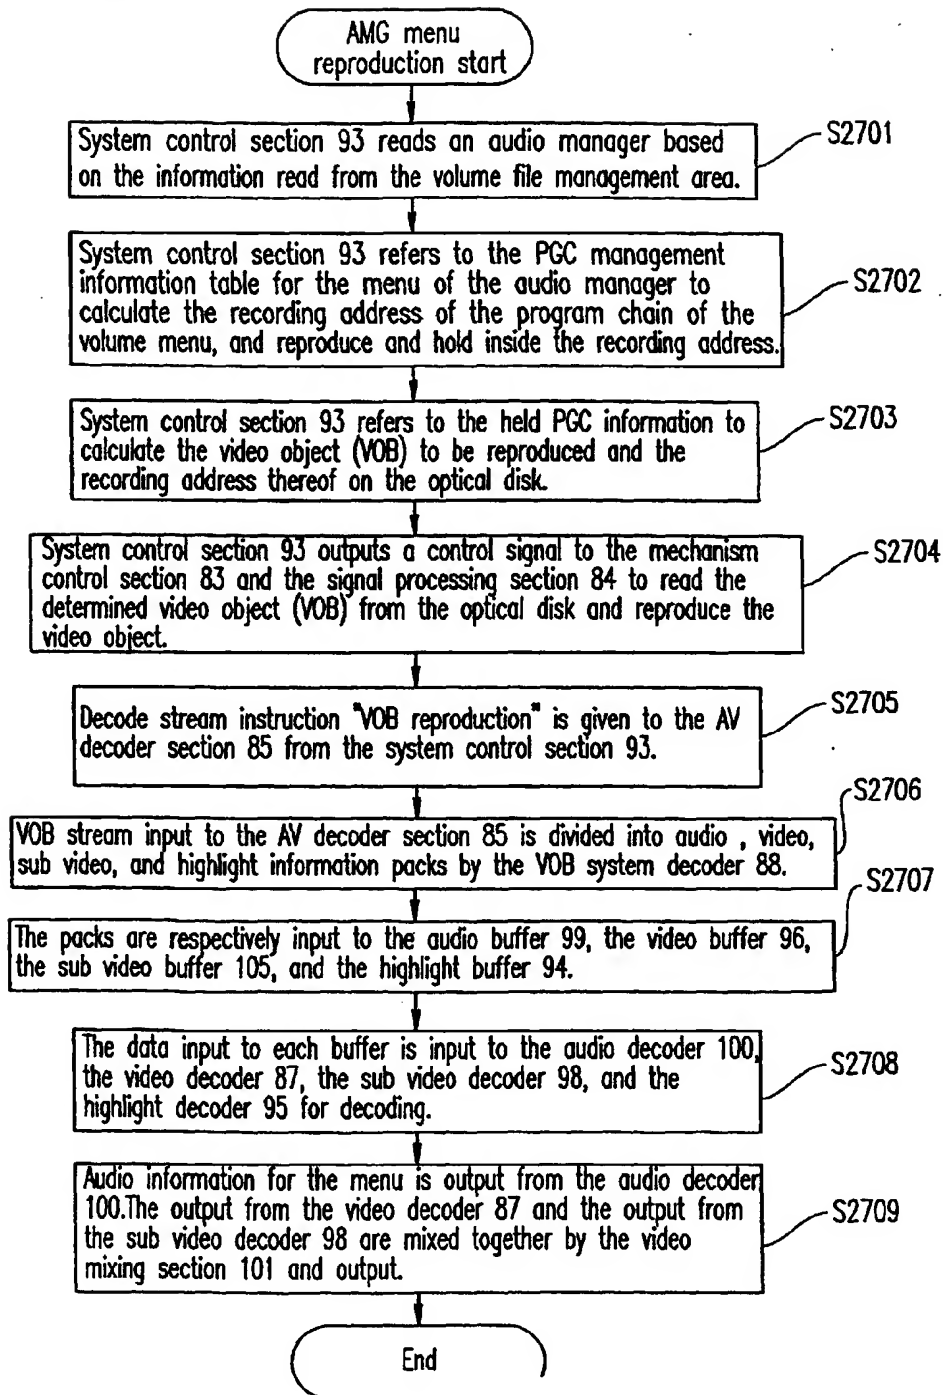 AMG menu
reproduction start
System control section 93 reads an audio manager based
on the information read from the volume file management area.
S2701
System control section 93 refers to the PGC management
information table for the menu of the audio manager to
calculate the recording address of the program chain of the
volume menu, and reproduce and hold inside the recording address.
S2702
System control section 93 refers to the held PGC information to
calculate the video object (VOB) to be reproduced and the
recording address thereof on the optical disk.
S2703
System control section 93 outputs a control signal to the mechanism
control section 83 and the signal processing section 84 to read the
determined video object (VOB) from the optical disk and reproduce the
video object.
S2704
Decode stream instruction "VOB reproduction" is given to the AV
decoder section 85 from the system control section 93.
S2705
VOB stream input to the AV decoder section 85 is divided into audio , video,
sub video, and highlight information packs by the VOB system decoder 88.
S2706
The packs are respectively input to the audio buffer 99, the video buffer 96,
the sub video buffer 105, and the highlight buffer 94.
S2707
The data input to each buffer is input to the audio decoder 100,
the video decoder 87, the sub video decoder 98, and the
highlight decoder 95 for decoding.
S2708
Audio information for the menu is output from the audio decoder
100.The output from the video decoder 87 and the output from
the sub video decoder 98 are mixed together by the video
mixing section 101 and output.
S2709
End